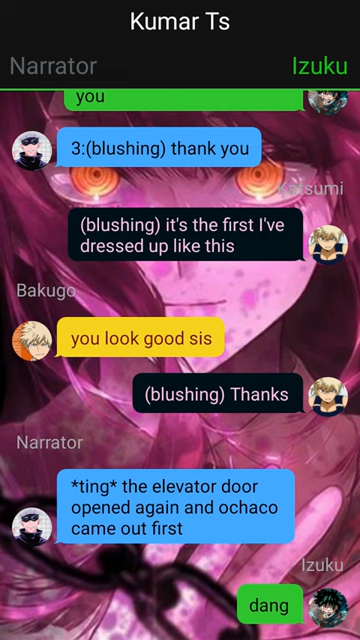 Kumar Ts
Narrator
Izuku
you
3:(blushing) thank you
Katsumi
(blushing) it's the first I've
dressed up like this
Bakugo
you look good sis
(blushing) Thanks
Narrator
*ting* the elevator door
opened again and ochaco
came out first
Izuku
dang